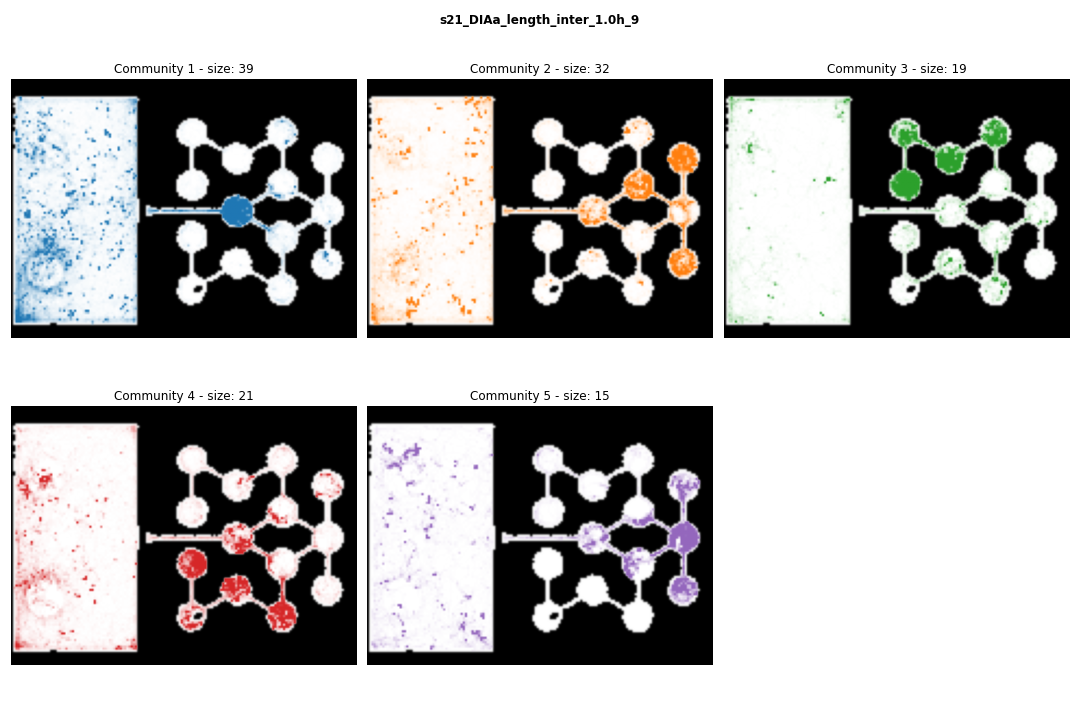 s21_DIAa_length_inter_1.0h_9
Community 1 - size: 39
Community 2 - size: 32
Community 3 - size: 19
Community 4 - size: 21
Community 5 - size: 15